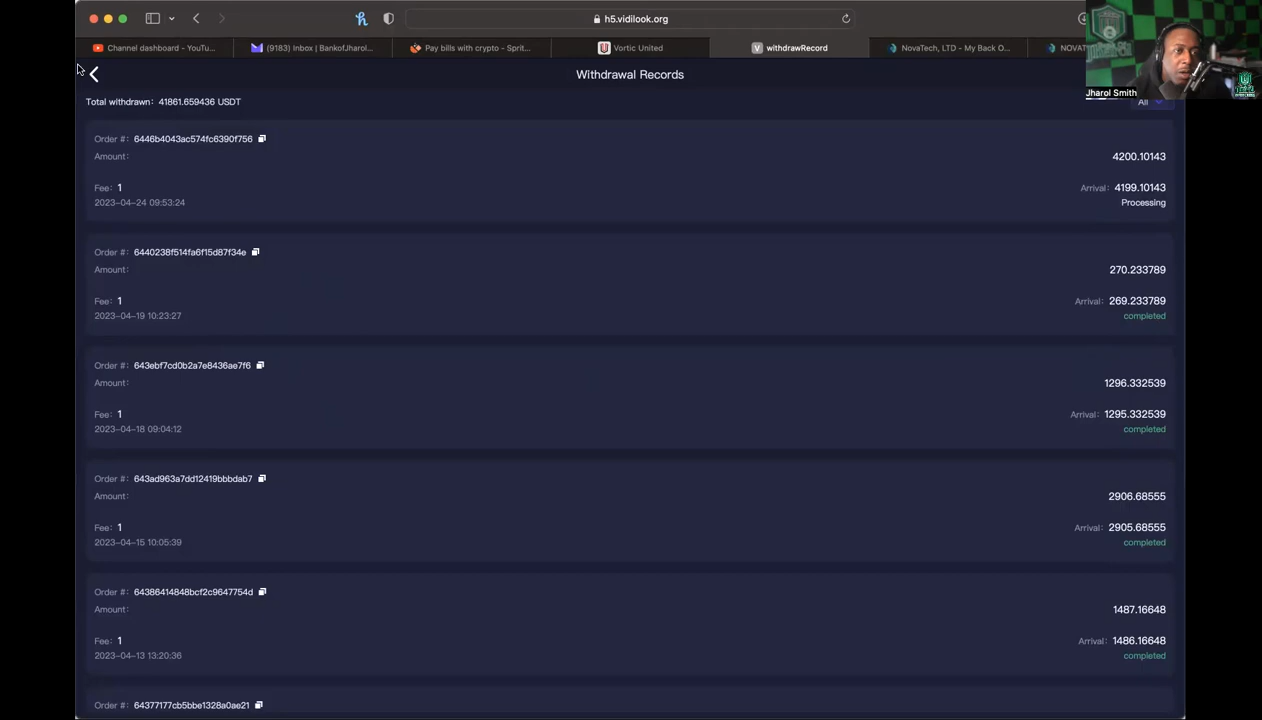 h5.vidilook.org
Channel dashboard - YouTu...
(9183) Inbox | BankofJharol...
Pay bills with crypto - Sprit...
Vortic United
withdrawRecord
NovaTech, LTD - My Back O...
NOVAT
Jharol Smith
Withdrawal Records
Total withdrawn: 41861.659436 USDT
All
Order #: 6446b4043ac574fc6390f756
Amount:
4200.10143
Fee: 1
Arrival: 4199.10143
2023-04-24 09:53:24
Processing
Order #: 6440238f514fa6f15d87f34e
Amount:
270.233789
Fee: 1
Arrival: 269.233789
2023-04-19 10:23:27
completed
Order #: 643ebf7cd0b2a7e8436ae7f6
Amount:
1296.332539
Fee: 1
Arrival: 1295.332539
2023-04-18 09:04:12
completed
Order #: 643ad963a7dd12419bbbdab7
Amount:
2906.68555
Fee: 1
Arrival: 2905.68555
2023-04-15 10:05:39
completed
Order #: 64386414848bcf2c9647754d
Amount:
1487.16648
Fee: 1
Arrival: 1486.16648
2023-04-13 13:20:36
completed
Order #: 64377177cb5bbe1328a0ae21